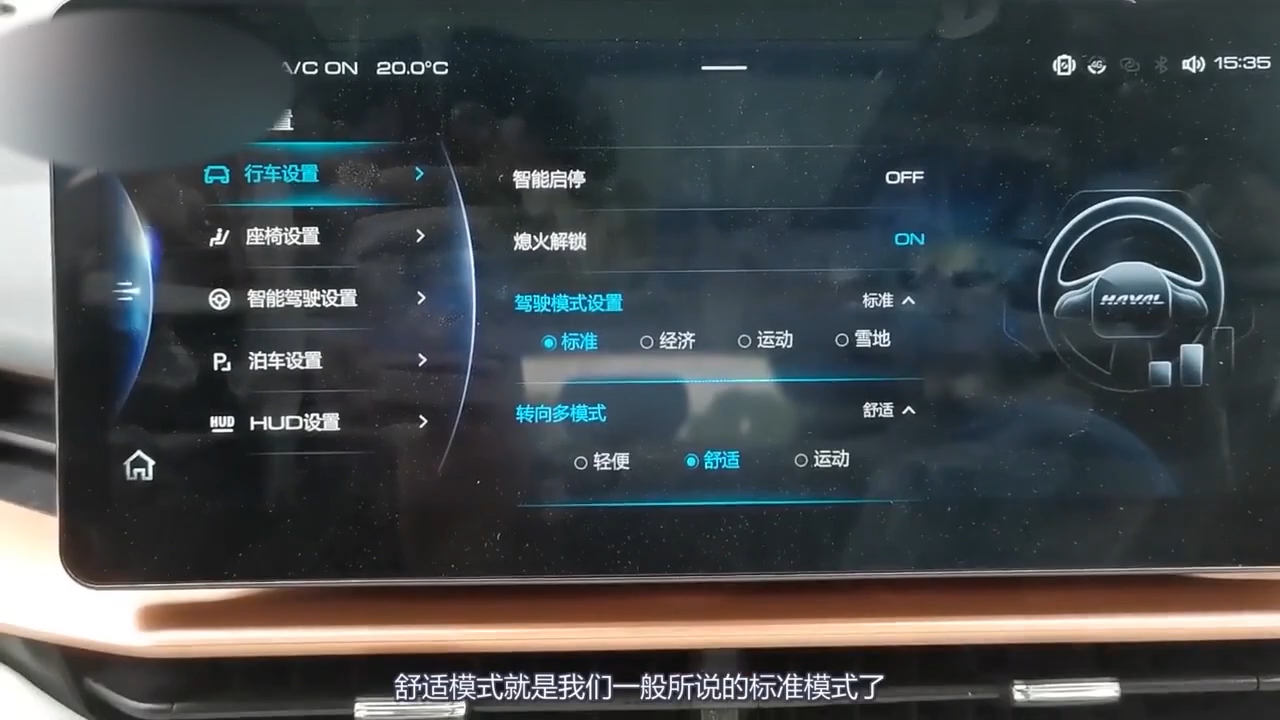 A/C ON 20.0°C
4G 15:35
置
行车设置
座椅设置
智能驾驶设置
泊车设置
HUD HUD设置
智能启停 OFF
熄火解锁 ON
驾驶模式设置 标准
标准 经济 运动 雪地
转向多模式 舒适
轻便 舒适 运动
HAVAL
舒适模式就是我们一般所说的标准模式了